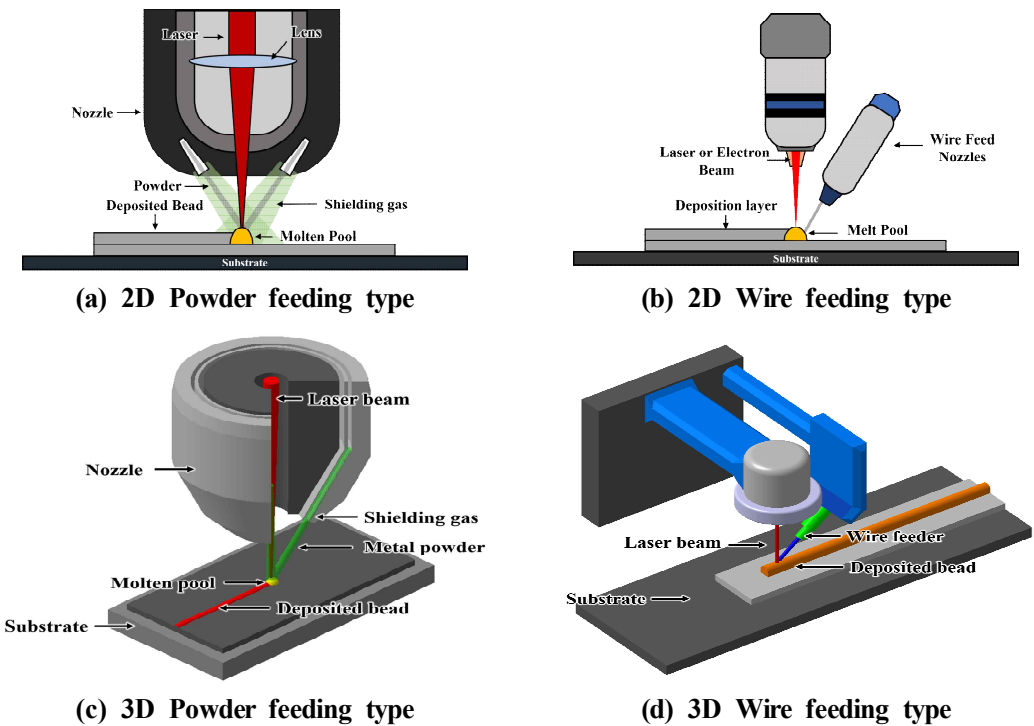 Laser
Lens
Nozzle
Powder
Deposited Bead
Shielding gas
Molten Pool
Substrate
(a) 2D Powder feeding type
Laser or Electron
Beam
Wire Feed
Nozzles
Deposition layer
Melt Pool
Substrate
(b) 2D Wire feeding type
Laser beam
Nozzle
Shielding gas
Metal powder
Molten pool
Deposited bead
Substrate
(c) 3D Powder feeding type
Laser beam
Wire feeder
Deposited bead
Substrate
(d) 3D Wire feeding type